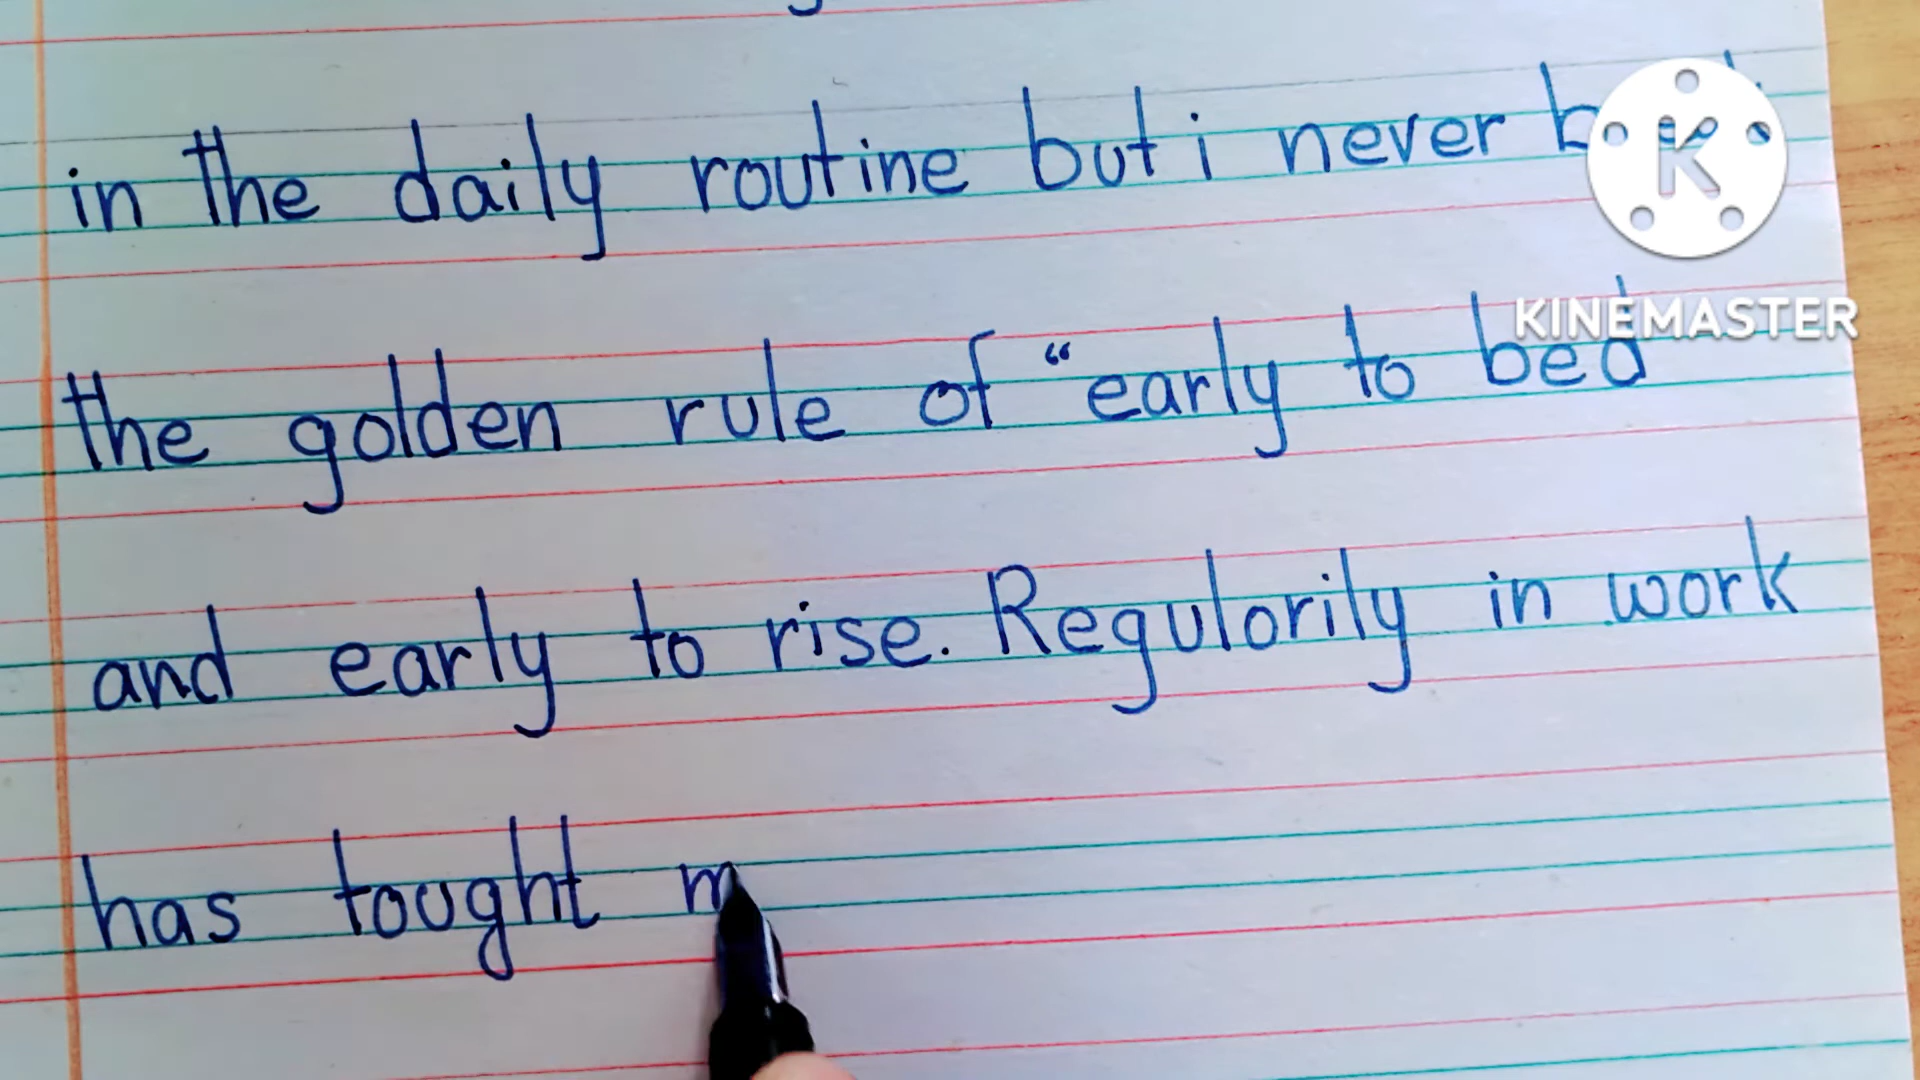 in the daily routine but i never
the golden rule of “early to bed
and early to rise. Regulority in work
has tought m
KINEMASTER